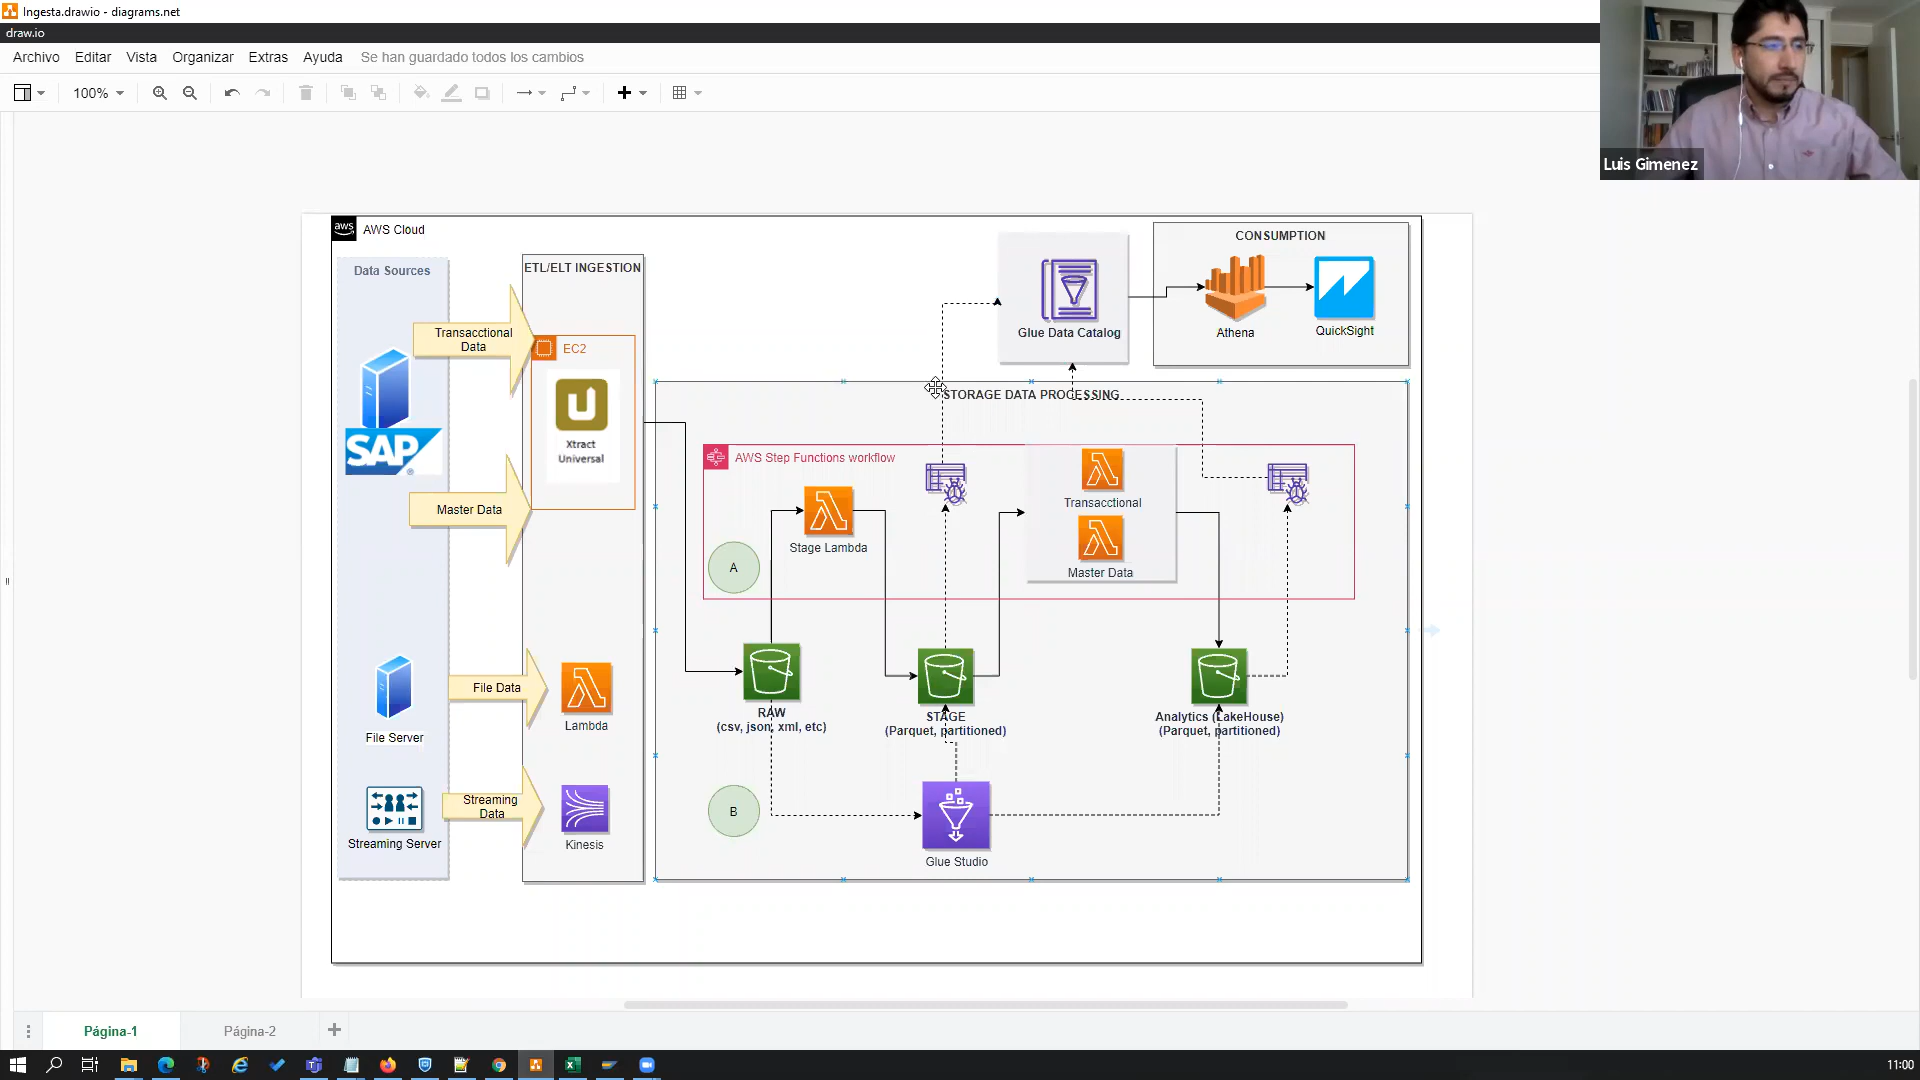 Ingesta.drawio - diagrams.net
draw.io
Archivo Editar Vista Organizar Extras Ayuda Se han guardado todos los cambios
100%
Luis Gimenez
aws AWS Cloud
Data Sources
ETL/ELT INGESTION
CONSUMPTION
Transacctional
Data
EC2
Glue Data Catalog
Athena
QuickSight
SAP
®
U
Xtract
Universal
STORAGE DATA PROCESSING
AWS Step Functions workflow
Master Data
Stage Lambda
Transacctional
Master Data
A
File Data
File Server
Lambda
RAW
(csv, json, xml, etc)
STAGE
(Parquet, partitioned)
Analytics (LakeHouse)
(Parquet, partitioned)
Streaming
Data
Streaming Server
Kinesis
B
Glue Studio
Página-1
Página-2
11:00